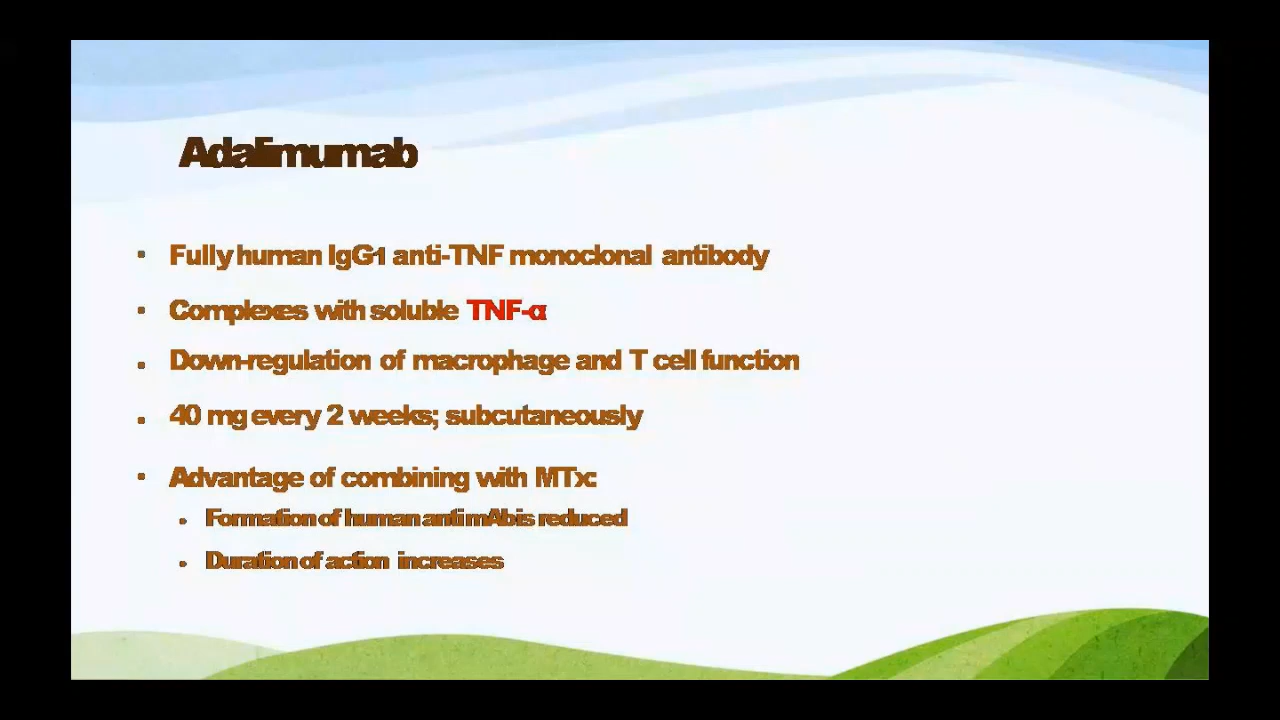 Adalimumab
• Fully human IgG1 anti-TNF monoclonal antibody
• Complexes with soluble TNF-α
• Down-regulation of macrophage and T cell function
• 40 mg every 2 weeks; subcutaneously
• Advantage of combining with MTx:
• Formation of human anti mAb is reduced
• Duration of action increases